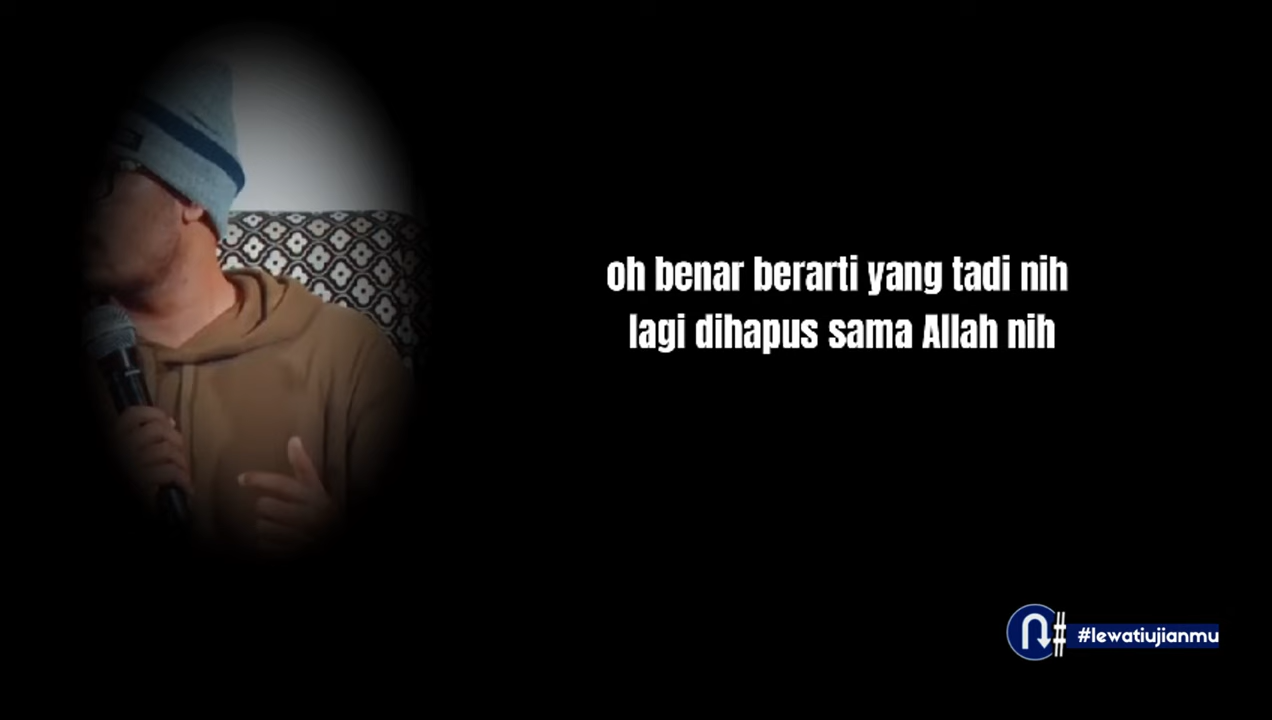 oh benar berarti yang tadi nih
lagi dihapus sama Allah nih
#lewatiujianmu